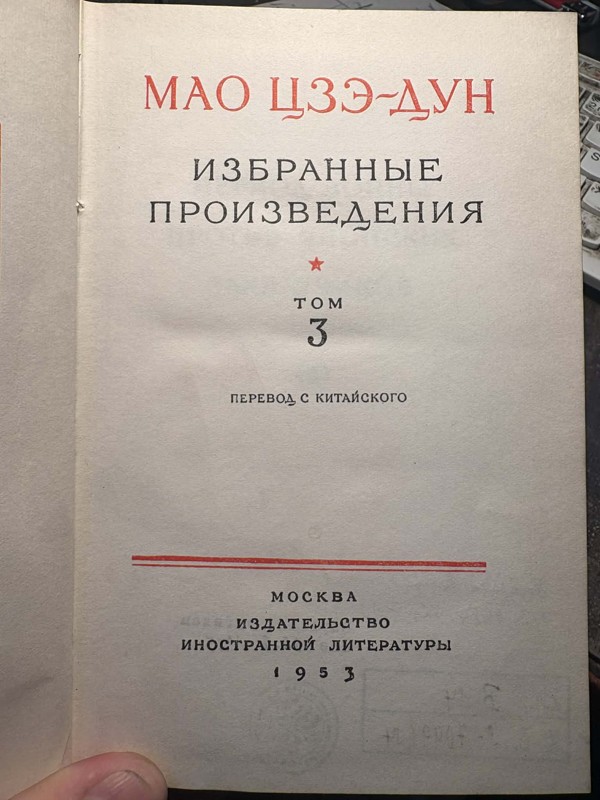 МАО ЦЗЭ-ДУН
ИЗБРАННЫЕ
ПРОИЗВЕДЕНИЯ
ТОМ
3
ПЕРЕВОД С КИТАЙСКОГО
МОСКВА
ИЗДАТЕЛЬСТВО
ИНОСТРАННОЙ ЛИТЕРАТУРЫ
1953